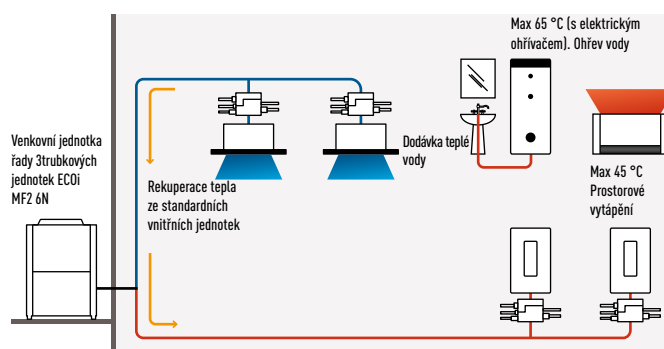 Venkovní jednotka
řady 3trubkových
jednotek ECOi
MF2 6N
Rekuperace tepla
ze standardních
vnitřních jednotek
Dodávka teplé
vody
Max 65 °C (s elektrickým
ohřívačem). Ohřev vody
Max 45 °C
Prostorové
vytápění